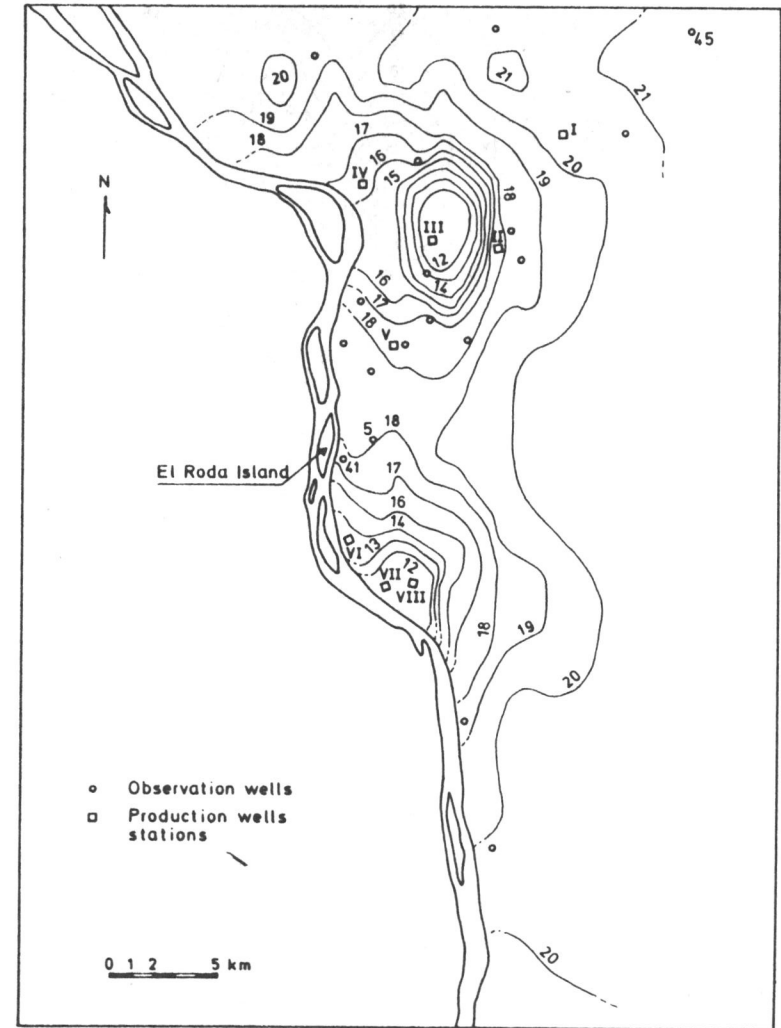 45
20
21
21
19
18
17
I
16
20
IV
15
18
19
N
III
II
12
14
16
17
18
V
5
18
41
17
El Roda Island
16
14
13
VI
12
VII
VIII
18
19
20
Observation wells
Production wells
stations
20
0 1 2 5 km